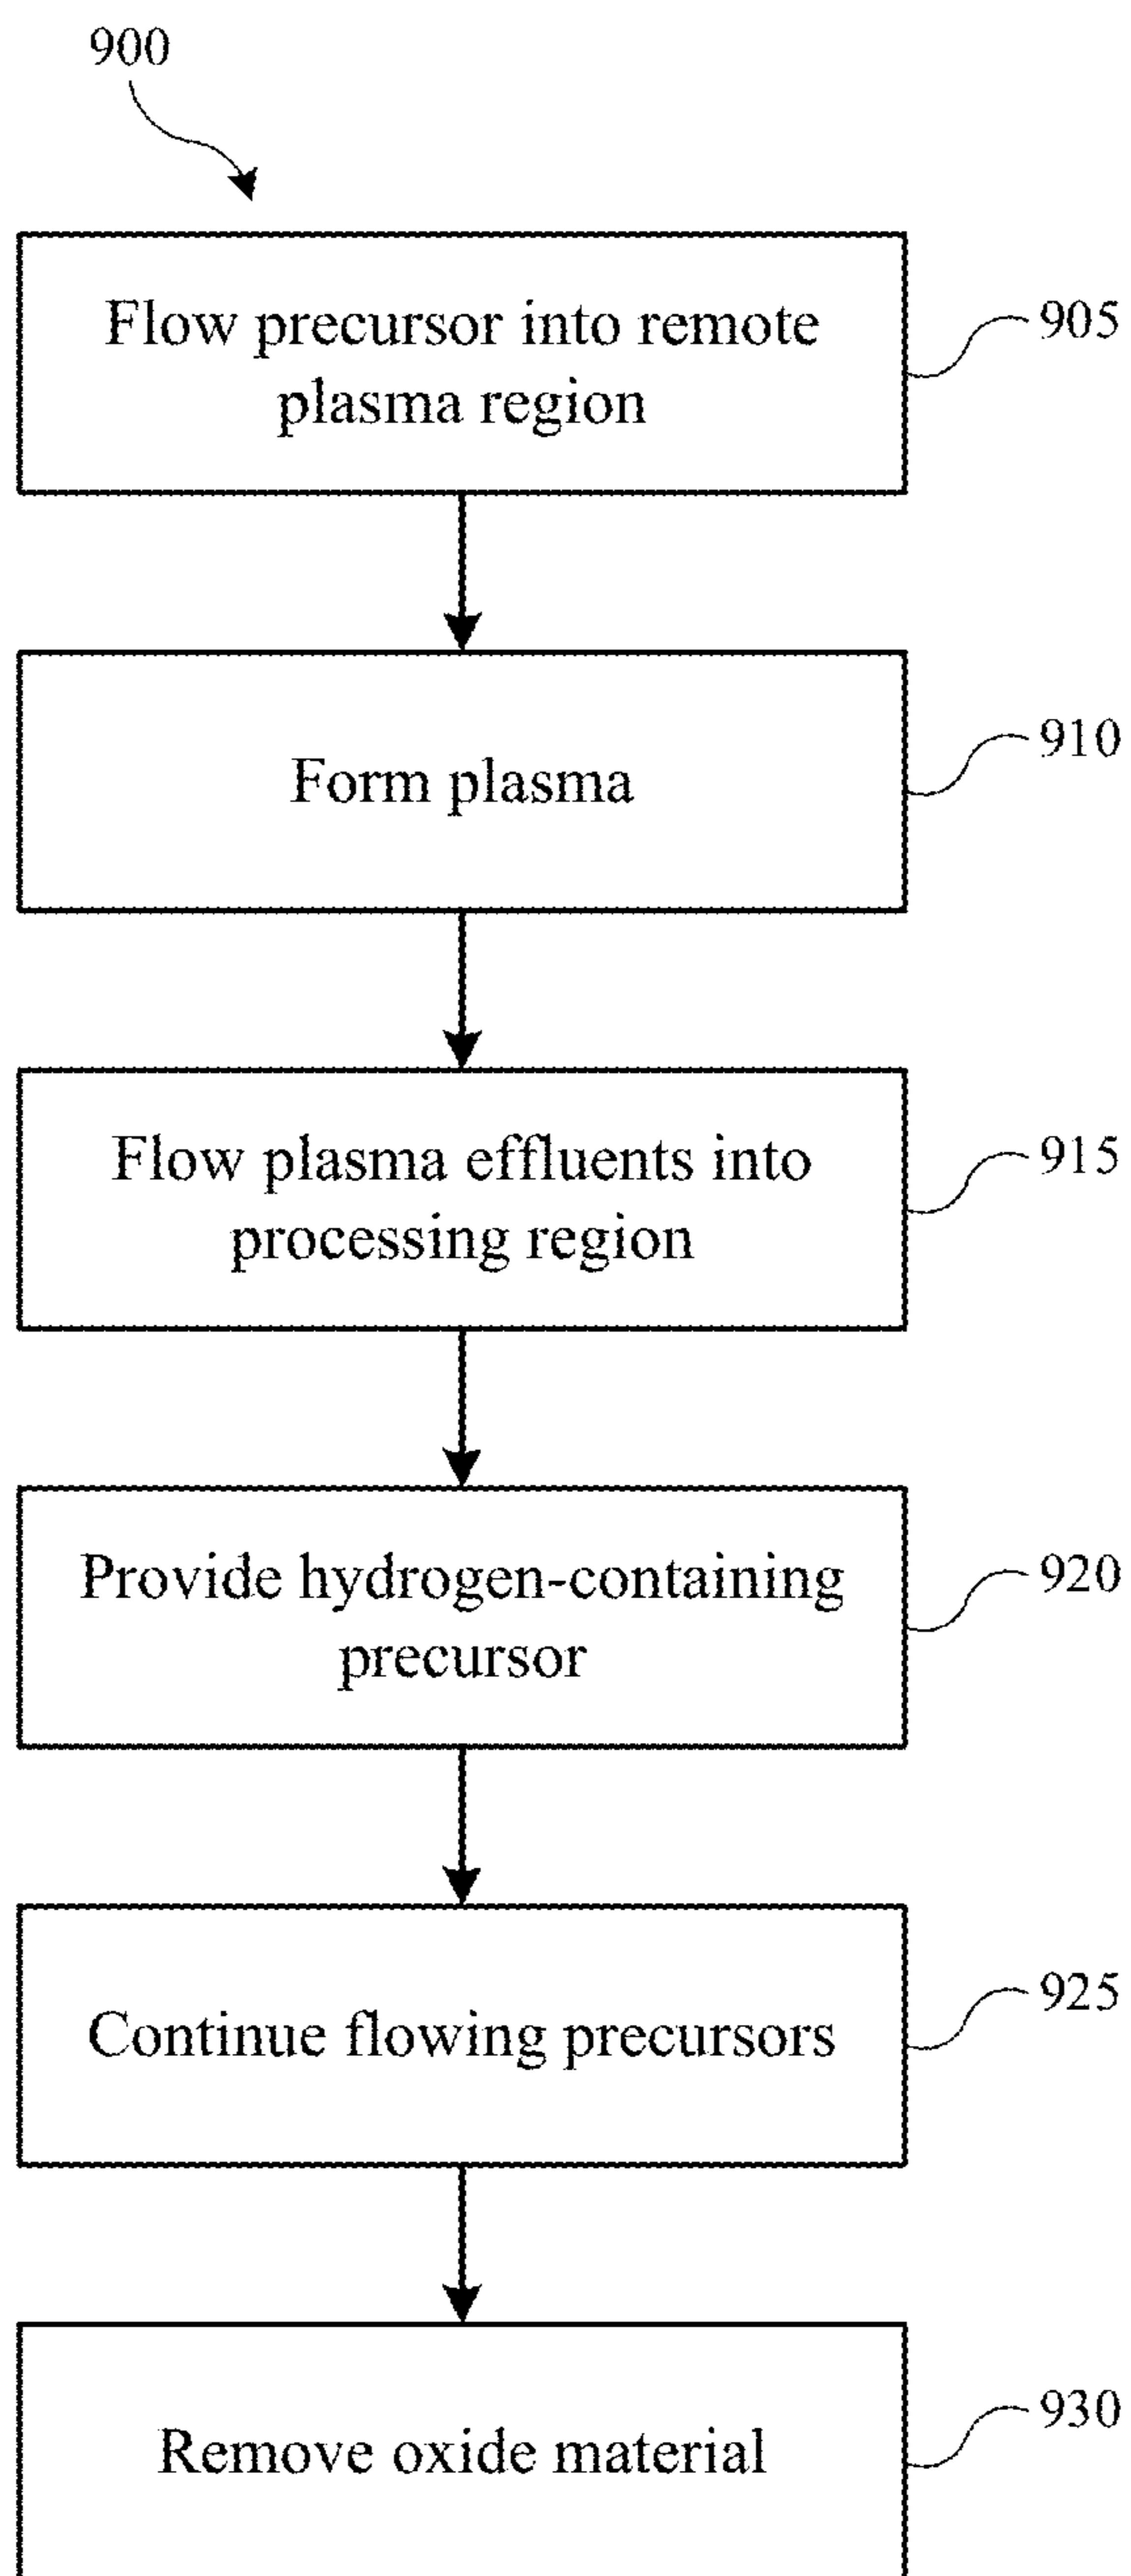 900
Flow precursor into remote
plasma region
905
Form plasma
910
Flow plasma effluents into
processing region
915
Provide hydrogen-containing
precursor
920
Continue flowing precursors
925
Remove oxide material
930